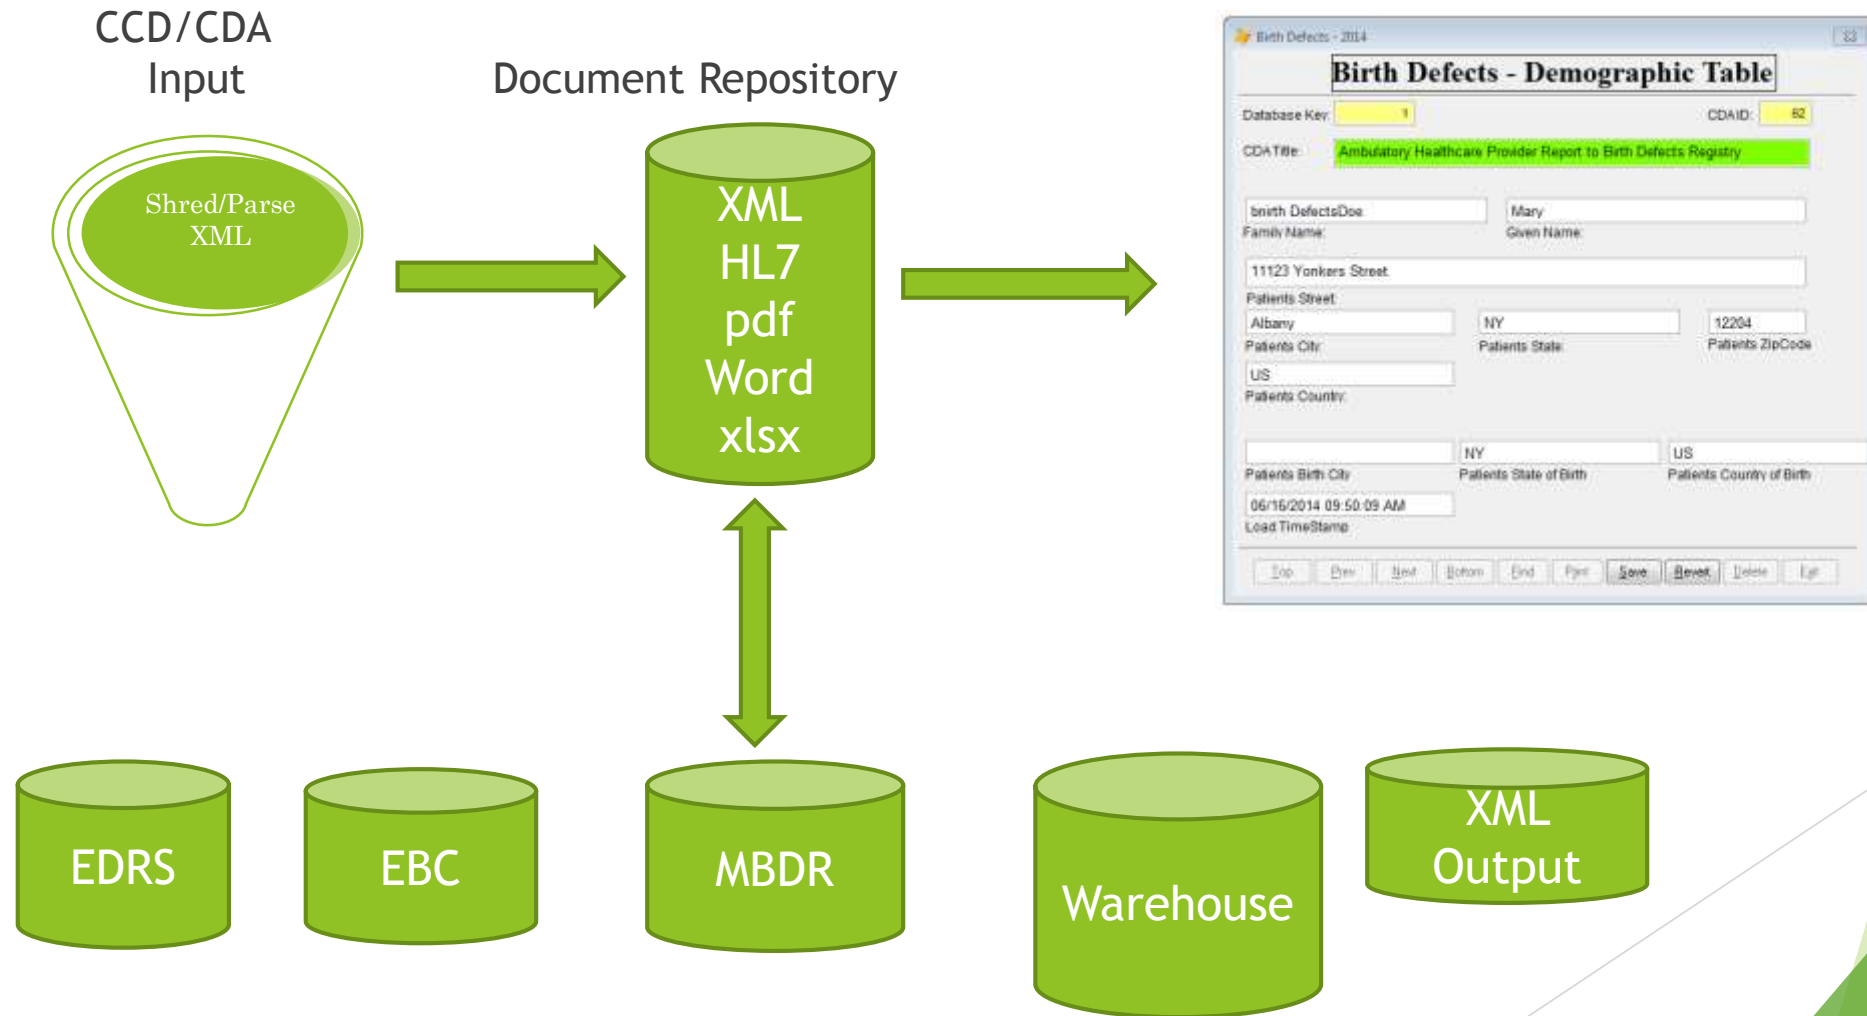 CCD/CDA
Input
Shred/Parse
XML
Document Repository
XML
HL7
pdf
Word
xlsx
Birth Defects - 2014
Birth Defects - Demographic Table
Database Key: 1 CDAID: 62
CDATitle: Ambulatory Healthcare Provider Report to Birth Defects Registry
bnirth DefectsDoe Mary
Family Name: Given Name:
11123 Yonkers Street
Patients Street
Albany NY 12204
Patients City: Patients State: Patients ZipCode
US
Patients Country:
NY US
Patients Birth City Patients State of Birth Patients Country of Birth
06/16/2014 09:50:09 AM
Load TimeStamp
Top Prev Next Bottom Find Print Save Revert Delete Exit
EDRS
EBC
MBDR
Warehouse
XML
Output